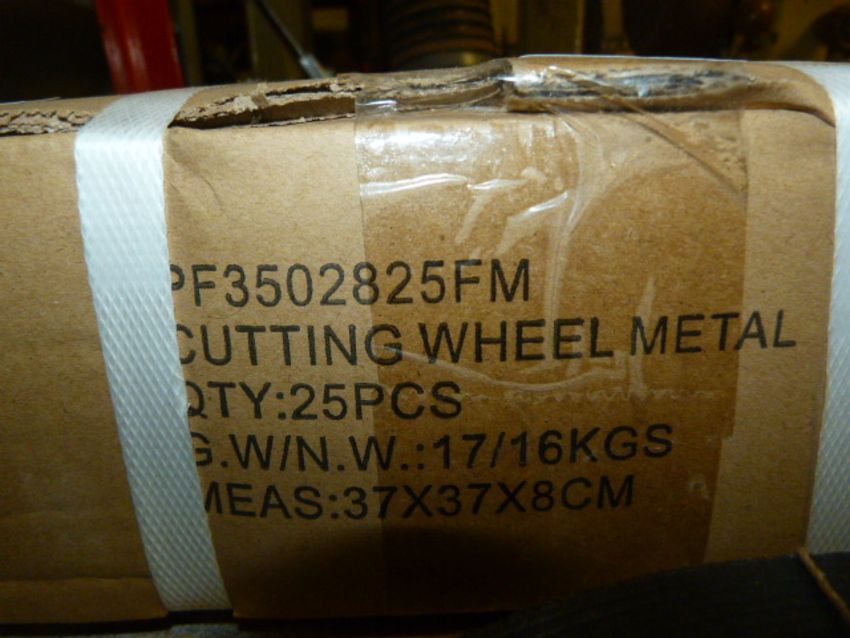 PF3502825FM
CUTTING WHEEL METAL
QTY:25PCS
G.W/N.W.:17/16KGS
MEAS:37X37X8CM